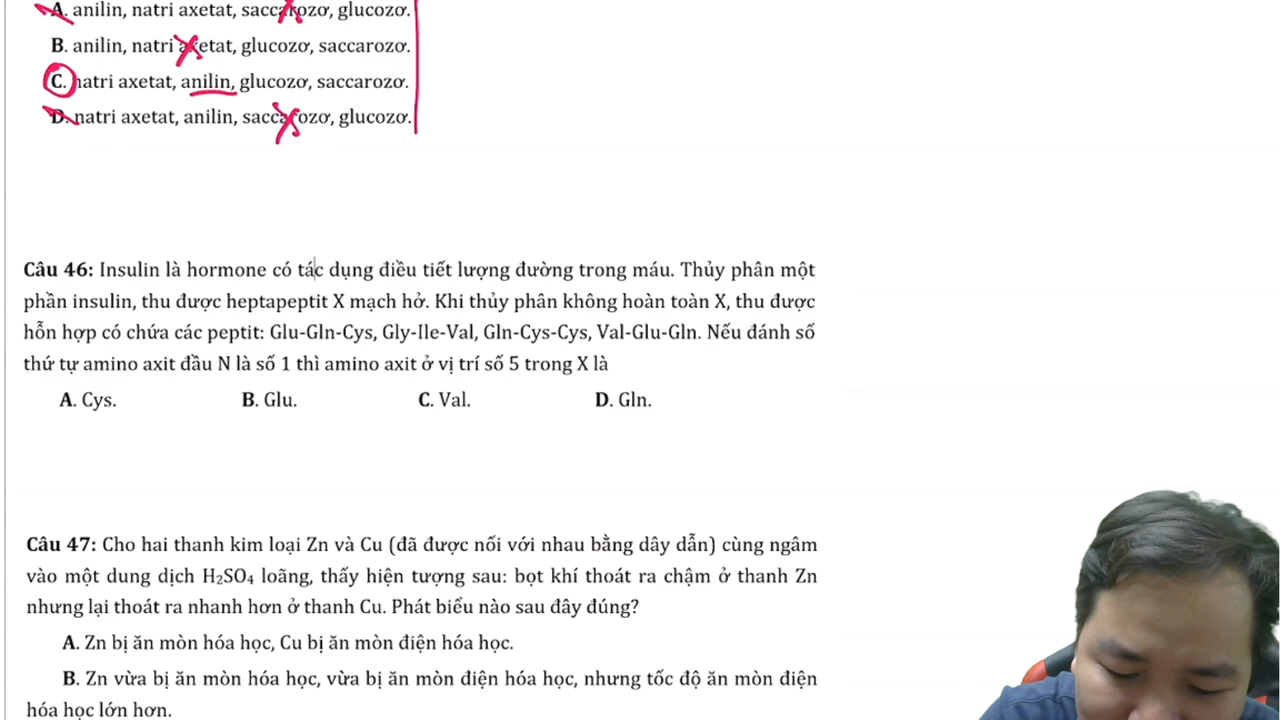 A. anilin, natri axetat, saccarozơ, glucozơ.
B. anilin, natri axetat, glucozơ, saccarozơ.
C. natri axetat, anilin, glucozơ, saccarozơ.
D. natri axetat, anilin, saccarozơ, glucozơ.
Câu 46: Insulin là hormone có tác dụng điều tiết lượng đường trong máu. Thủy phân một
phần insulin, thu được heptapeptit X mạch hở. Khi thủy phân không hoàn toàn X, thu được
hỗn hợp có chứa các peptit: Glu-Gln-Cys, Gly-Ile-Val, Gln-Cys-Cys, Val-Glu-Gln. Nếu đánh số
thứ tự amino axit đầu N là số 1 thì amino axit ở vị trí số 5 trong X là
A. Cys. B. Glu. C. Val. D. Gln.
Câu 47: Cho hai thanh kim loại Zn và Cu (đã được nối với nhau bằng dây dẫn) cùng ngâm
vào một dung dịch H₂SO₄ loãng, thấy hiện tượng sau: bọt khí thoát ra chậm ở thanh Zn
nhưng lại thoát ra nhanh hơn ở thanh Cu. Phát biểu nào sau đây đúng?
A. Zn bị ăn mòn hóa học, Cu bị ăn mòn điện hóa học.
B. Zn vừa bị ăn mòn hóa học, vừa bị ăn mòn điện hóa học, nhưng tốc độ ăn mòn điện
hóa học lớn hơn.